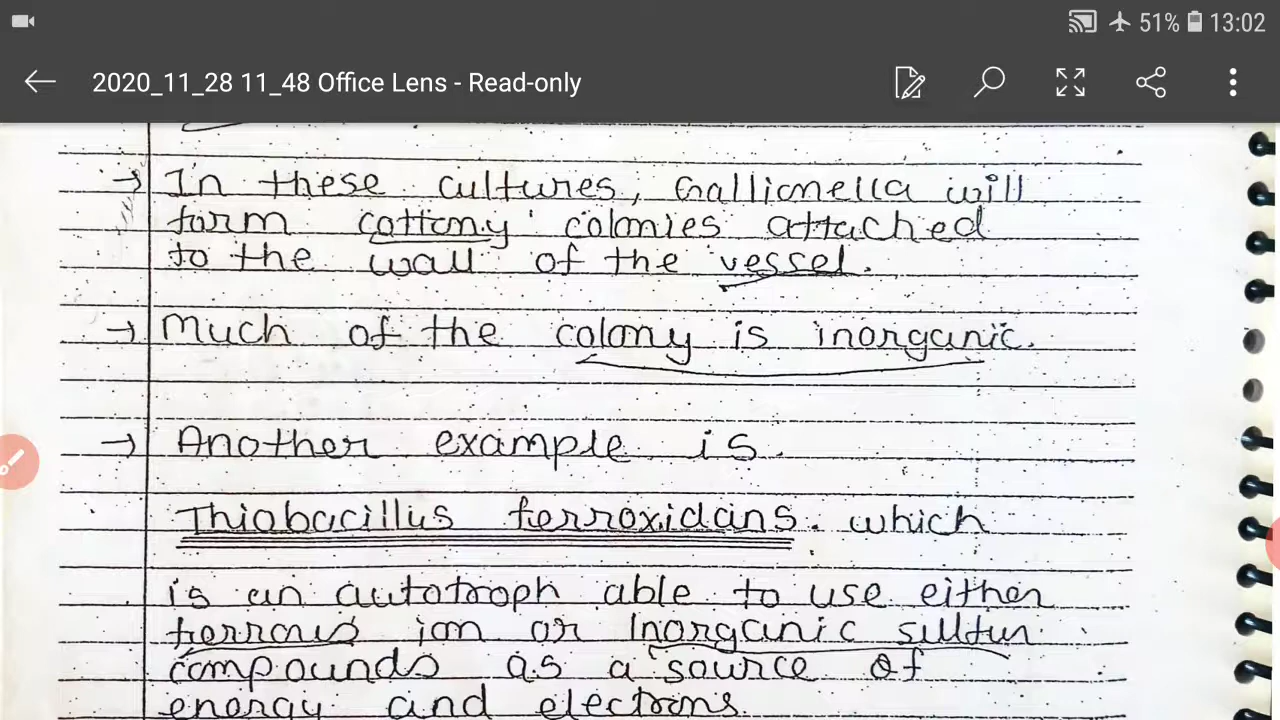 51% 13:02
2020_11_28 11_48 Office Lens - Read-only
→ In these cultures, Gallionella will
form cottony colonies attached
to the wall of the vessel.
→ Much of the colony is inorganic.
→ Another example is
Thiobacillus ferroxidans. which
is an autotroph able to use either
ferrous ion or Inorganic sulfur
compounds as a source of
energy and electrons.